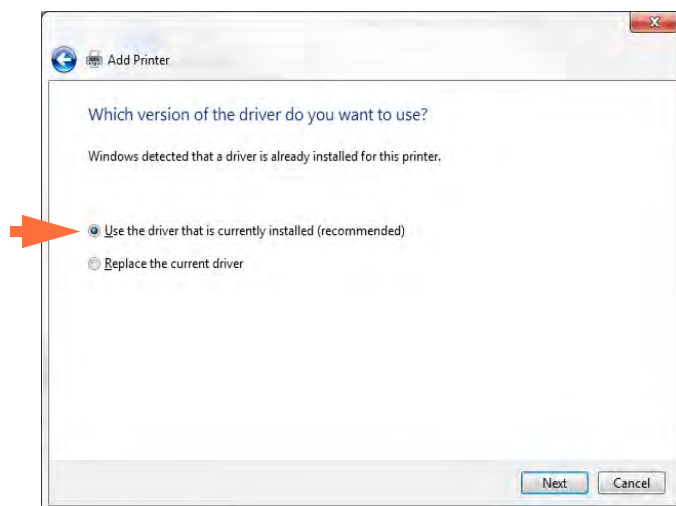 Add Printer
Which version of the driver do you want to use?
Windows detected that a driver is already installed for this printer.
Use the driver that is currently installed (recommended)
Replace the current driver
Next Cancel